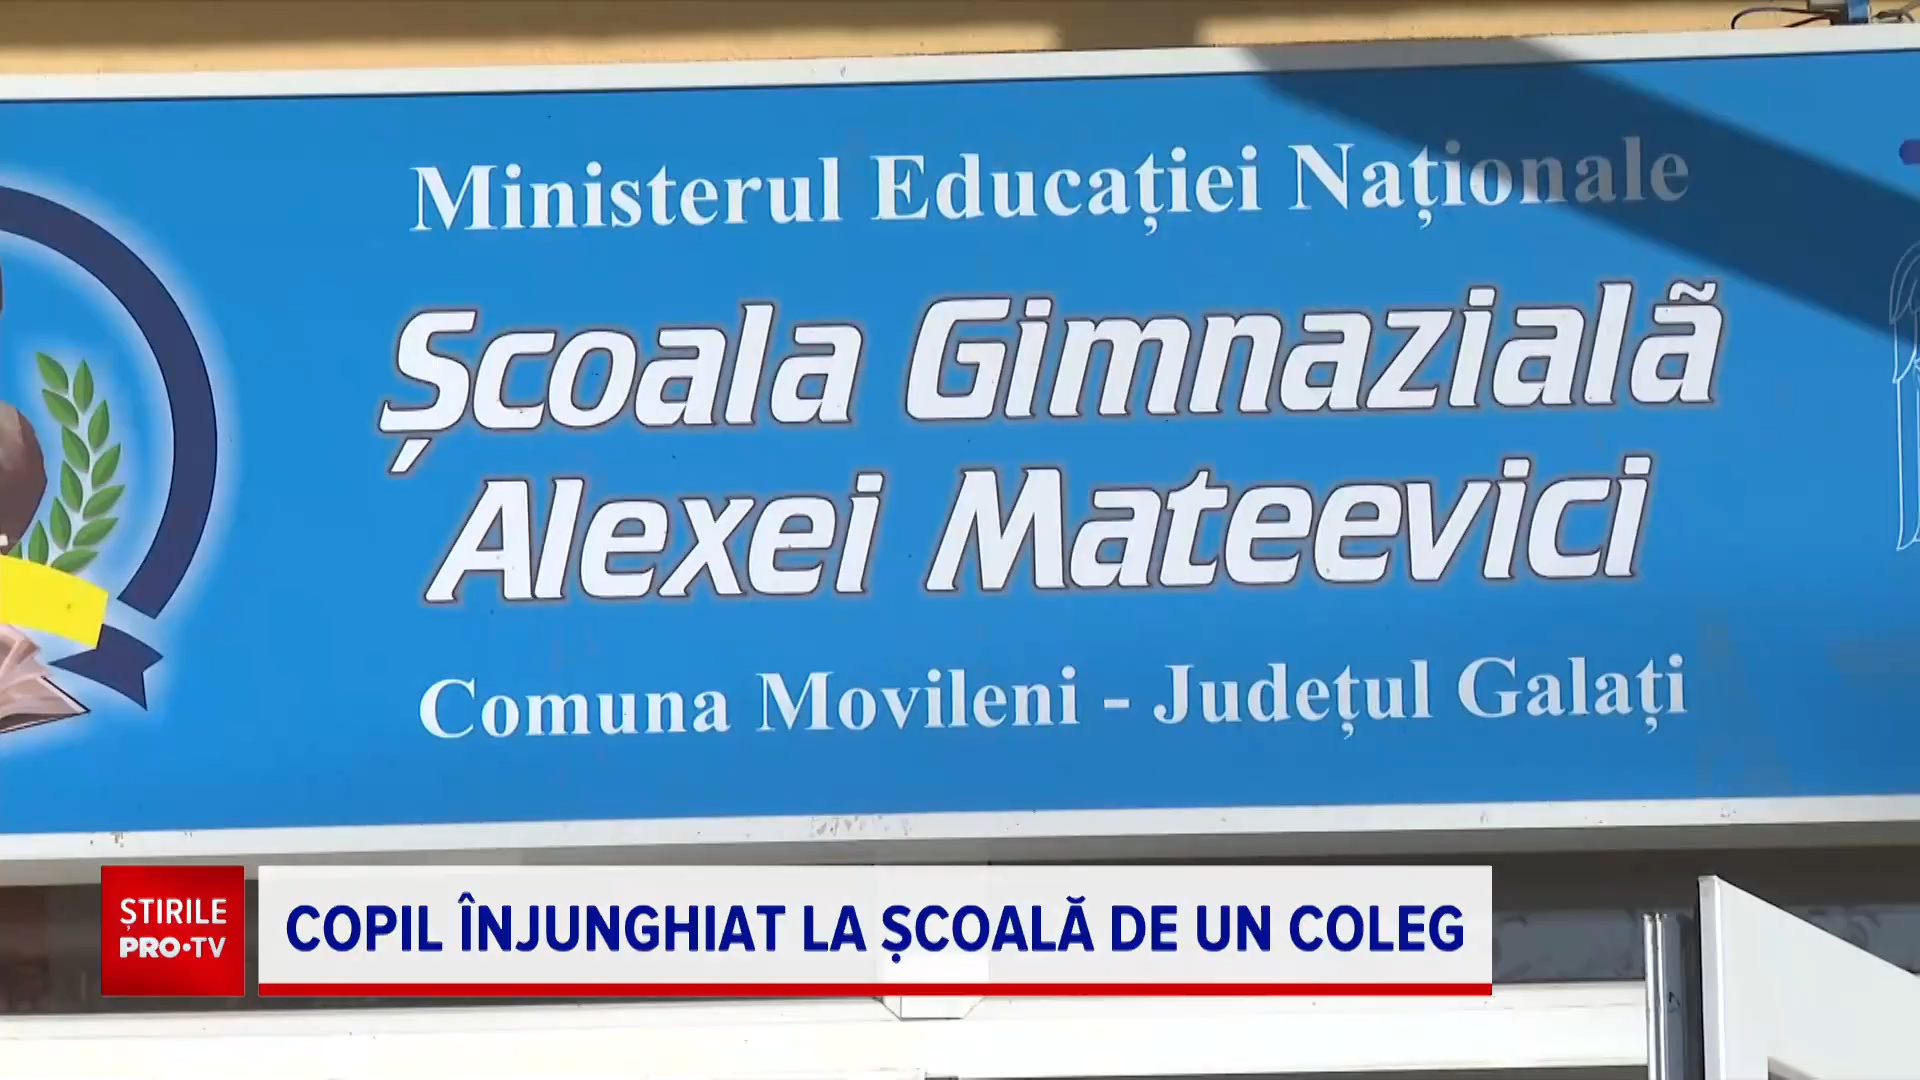 Ministerul Educației Naționale
Școala Gimnazială
Alexei Mateevici
Comuna Movileni - Județul Galați
ȘTIRILE
PRO•TV
COPIL ÎNJUNGHIAT LA ȘCOALĂ DE UN COLEG